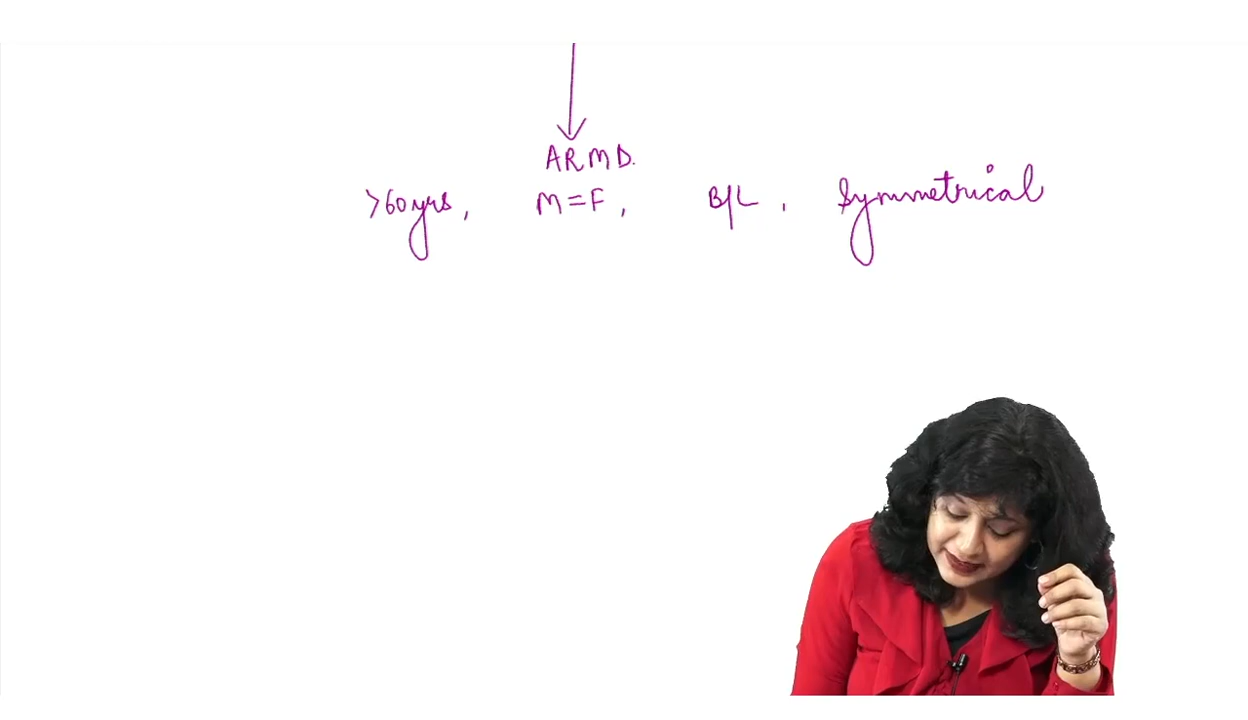 ARMD.
>60yrs, M=F, B/L, Symmetrical